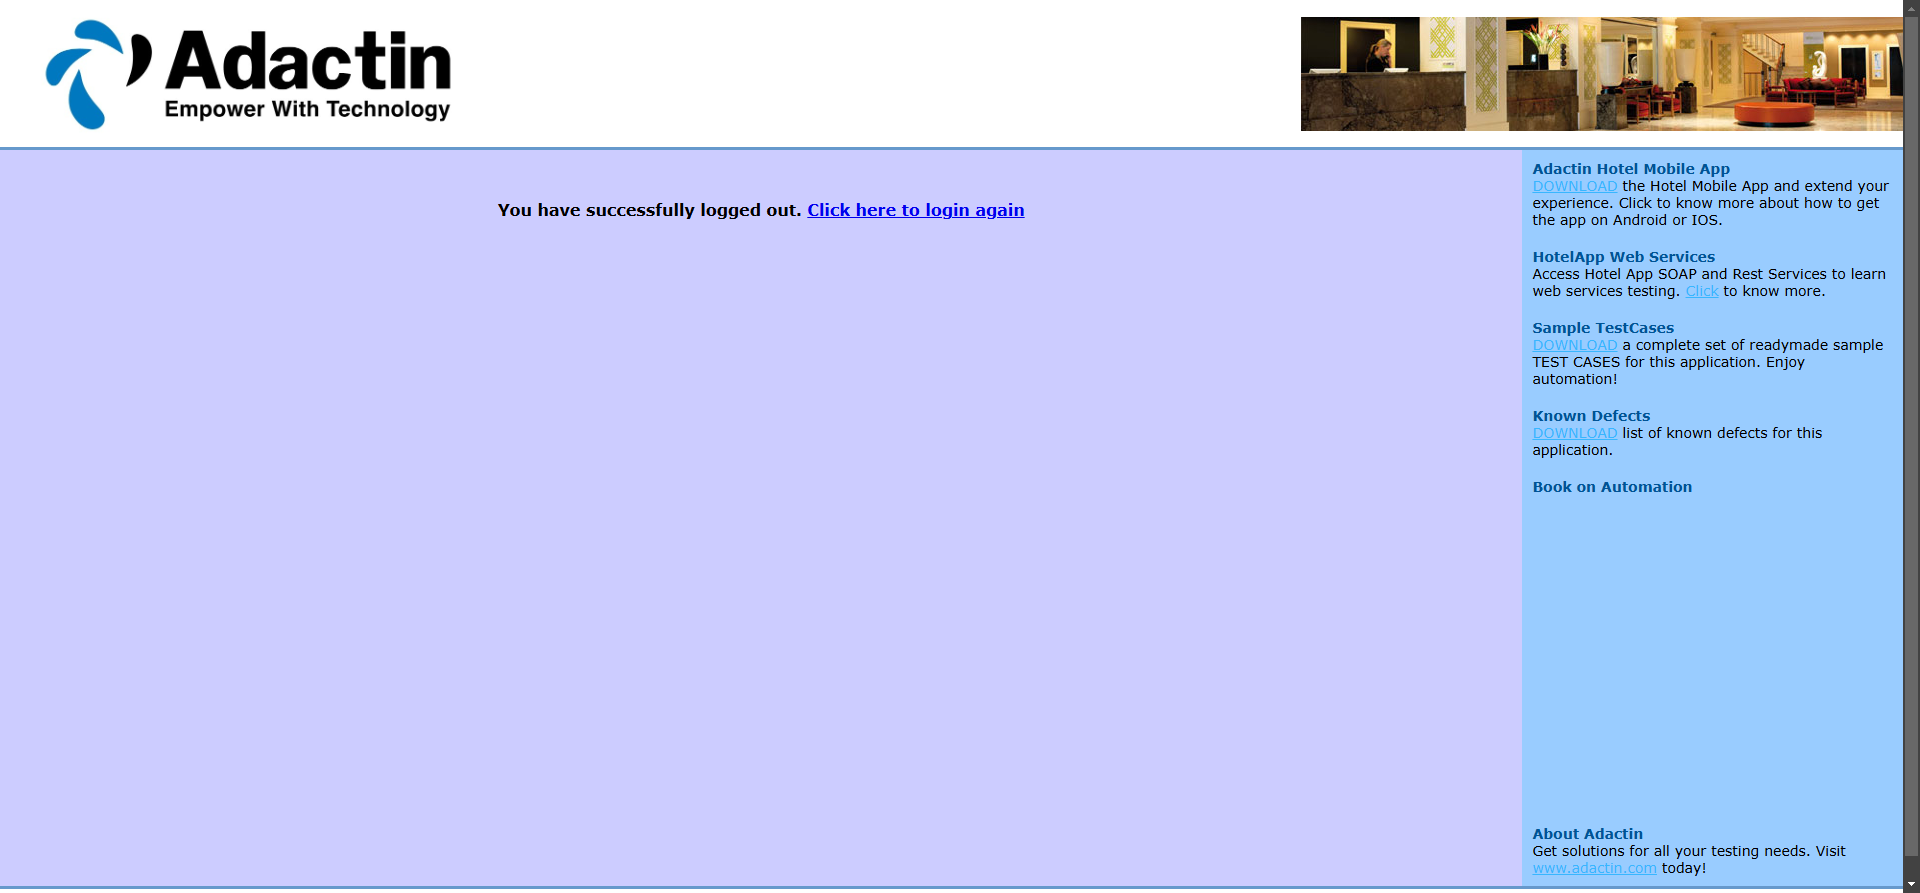 Adactin
Empower With Technology
You have successfully logged out. Click here to login again
Adactin Hotel Mobile App
DOWNLOAD the Hotel Mobile App and extend your
experience. Click to know more about how to get
the app on Android or IOS.
HotelApp Web Services
Access Hotel App SOAP and Rest Services to learn
web services testing. Click to know more.
Sample TestCases
DOWNLOAD a complete set of readymade sample
TEST CASES for this application. Enjoy
automation!
Known Defects
DOWNLOAD list of known defects for this
application.
Book on Automation
About Adactin
Get solutions for all your testing needs. Visit
www.adactin.com today!